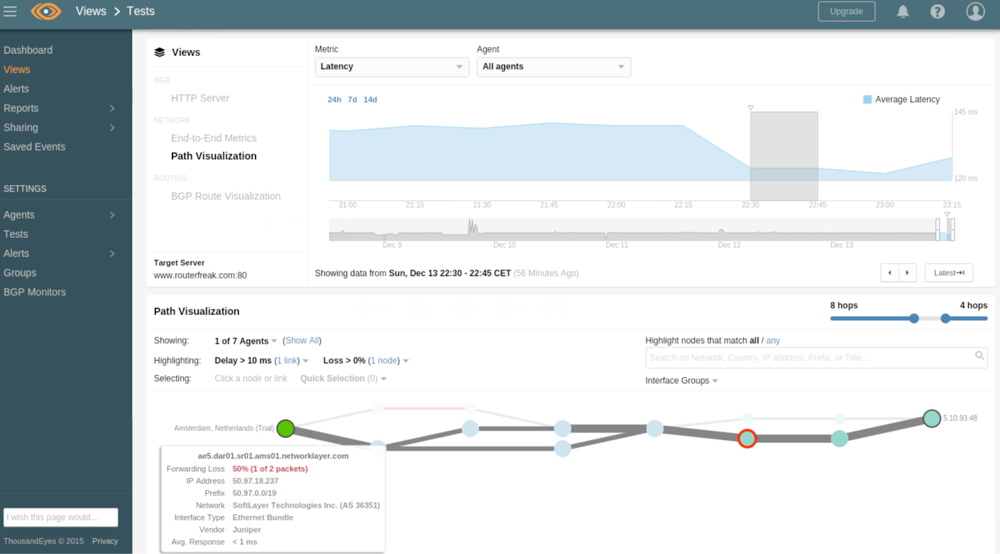 Views > Tests
Upgrade
Dashboard
Views
Alerts
Reports
Sharing
Saved Events
SETTINGS
Agents
Tests
Alerts
Groups
BGP Monitors
I wish this page would...
ThousandEyes © 2015 Privacy
Views
WEB
HTTP Server
NETWORK
End-to-End Metrics
Path Visualization
ROUTING
BGP Route Visualization
Target Server
www.routerfreak.com:80
Metric Agent
Latency All agents
24h 7d 14d
Average Latency
145 ms
120 ms
21:00 21:15 21:30 21:45 22:00 22:15 22:30 22:45 23:00 23:15
Dec 9 Dec 10 Dec 11 Dec 12 Dec 13
Showing data from Sun, Dec 13 22:30 - 22:45 CET (56 Minutes Ago)
Latest
Path Visualization
8 hops 4 hops
Showing: 1 of 7 Agents (Show All)
Highlighting: Delay > 10 ms (1 link) Loss > 0% (1 node)
Selecting: Click a node or link Quick Selection (0)
Highlight nodes that match all / any
Search on Network, Country, IP address, Prefix, or Title...
Interface Groups
Amsterdam, Netherlands (Trial)
5.10.93.48
ae5.dar01.sr01.ams01.networklayer.com
Forwarding Loss 50% (1 of 2 packets)
IP Address 50.97.18.237
Prefix 50.97.0.0/19
Network SoftLayer Technologies Inc. (AS 36351)
Interface Type Ethernet Bundle
Vendor Juniper
Avg. Response < 1 ms